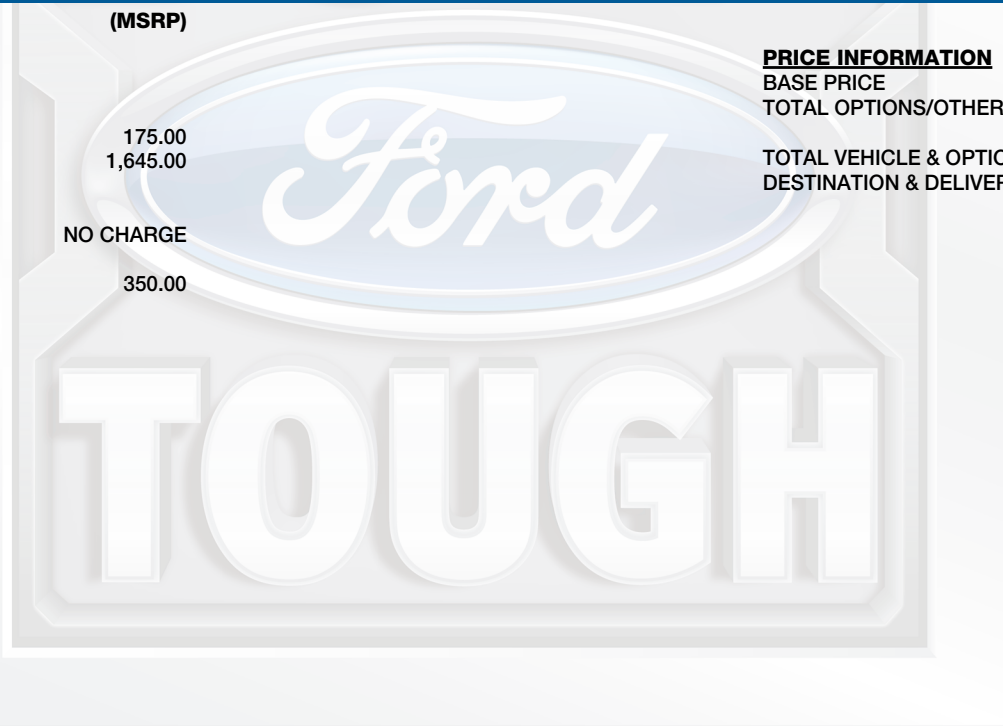 (MSRP)
175.00
1,645.00
NO CHARGE
350.00
PRICE INFORMATION
BASE PRICE
TOTAL OPTIONS/OTHER
TOTAL VEHICLE & OPTIO
DESTINATION & DELIVER
Ford
TOUGH